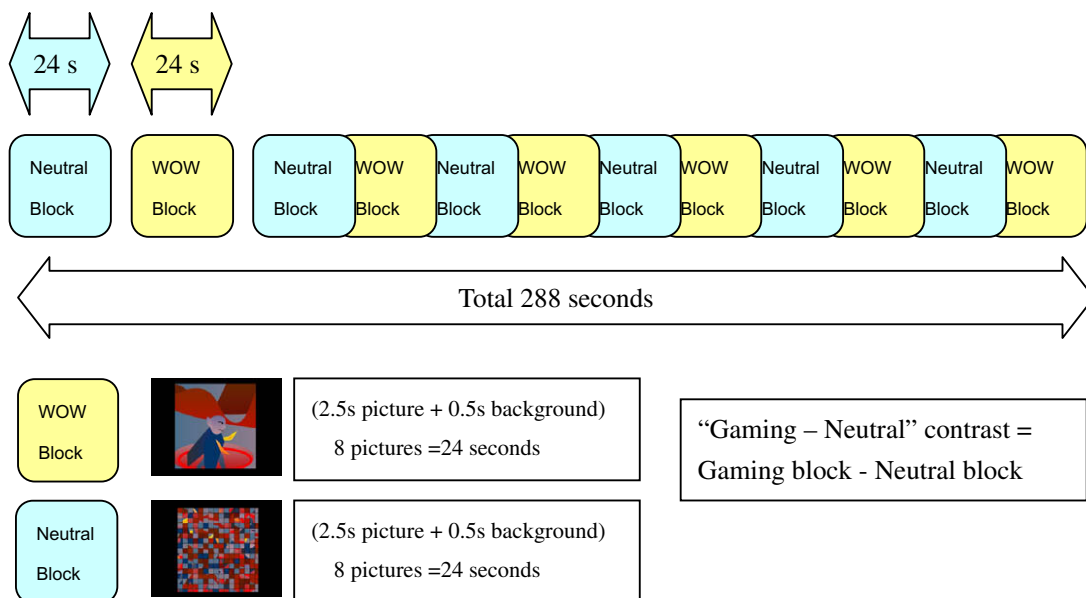 24 s
24 s
Neutral
Block
WOW
Block
Neutral
Block
WOW
Block
Neutral
Block
WOW
Block
Neutral
Block
WOW
Block
Neutral
Block
WOW
Block
Neutral
Block
WOW
Block
Total 288 seconds
WOW
Block
(2.5s picture + 0.5s background)
8 pictures =24 seconds
“Gaming – Neutral” contrast =
Gaming block - Neutral block
Neutral
Block
(2.5s picture + 0.5s background)
8 pictures =24 seconds